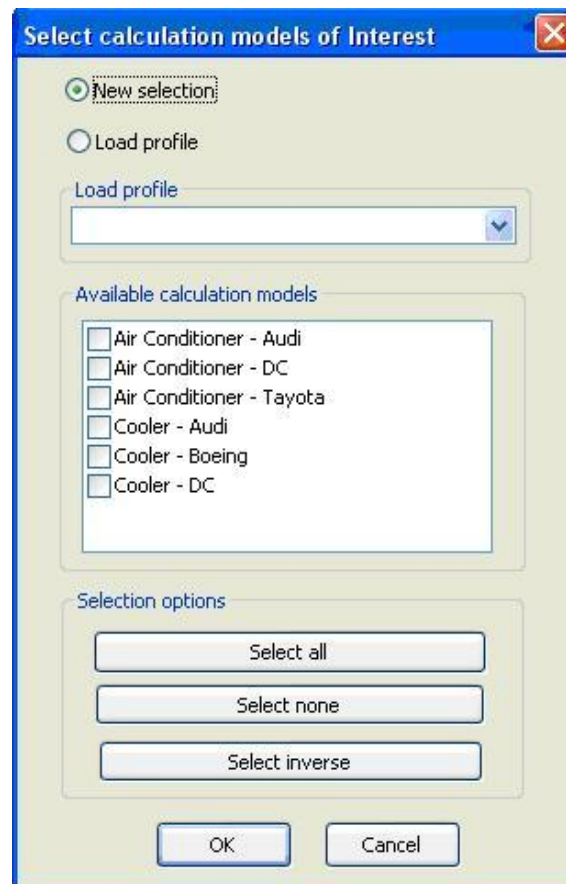 Select calculation models of Interest
New selection
Load profile
Load profile
Available calculation models
Air Conditioner - Audi
Air Conditioner - DC
Air Conditioner - Tayota
Cooler - Audi
Cooler - Boeing
Cooler - DC
Selection options
Select all
Select none
Select inverse
OK
Cancel